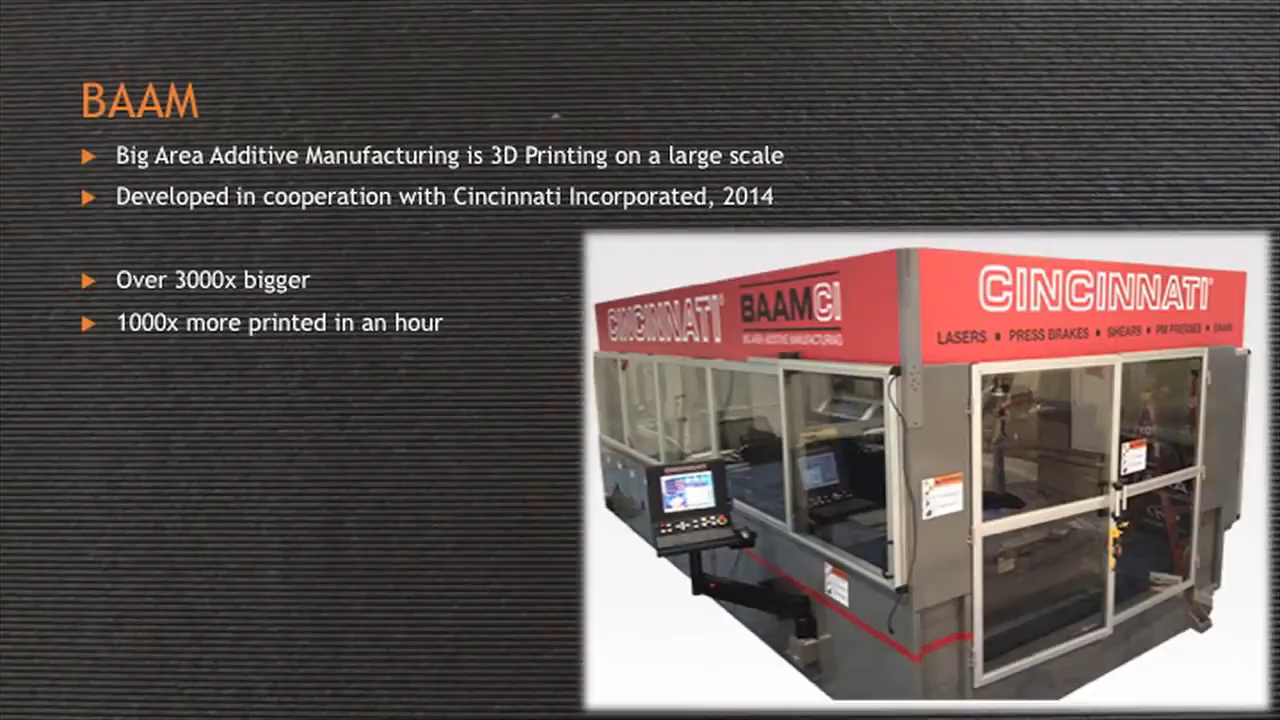 BAAM
Big Area Additive Manufacturing is 3D Printing on a large scale
Developed in cooperation with Cincinnati Incorporated, 2014
Over 3000x bigger
1000x more printed in an hour
CINCINNATI
BAAMCI
BIG AREA ADDITIVE MANUFACTURING
CINCINNATI
LASERS ■ PRESS BRAKES ■ SHEARS ■ PM PRESSES ■ BAAM
CINCINNATI